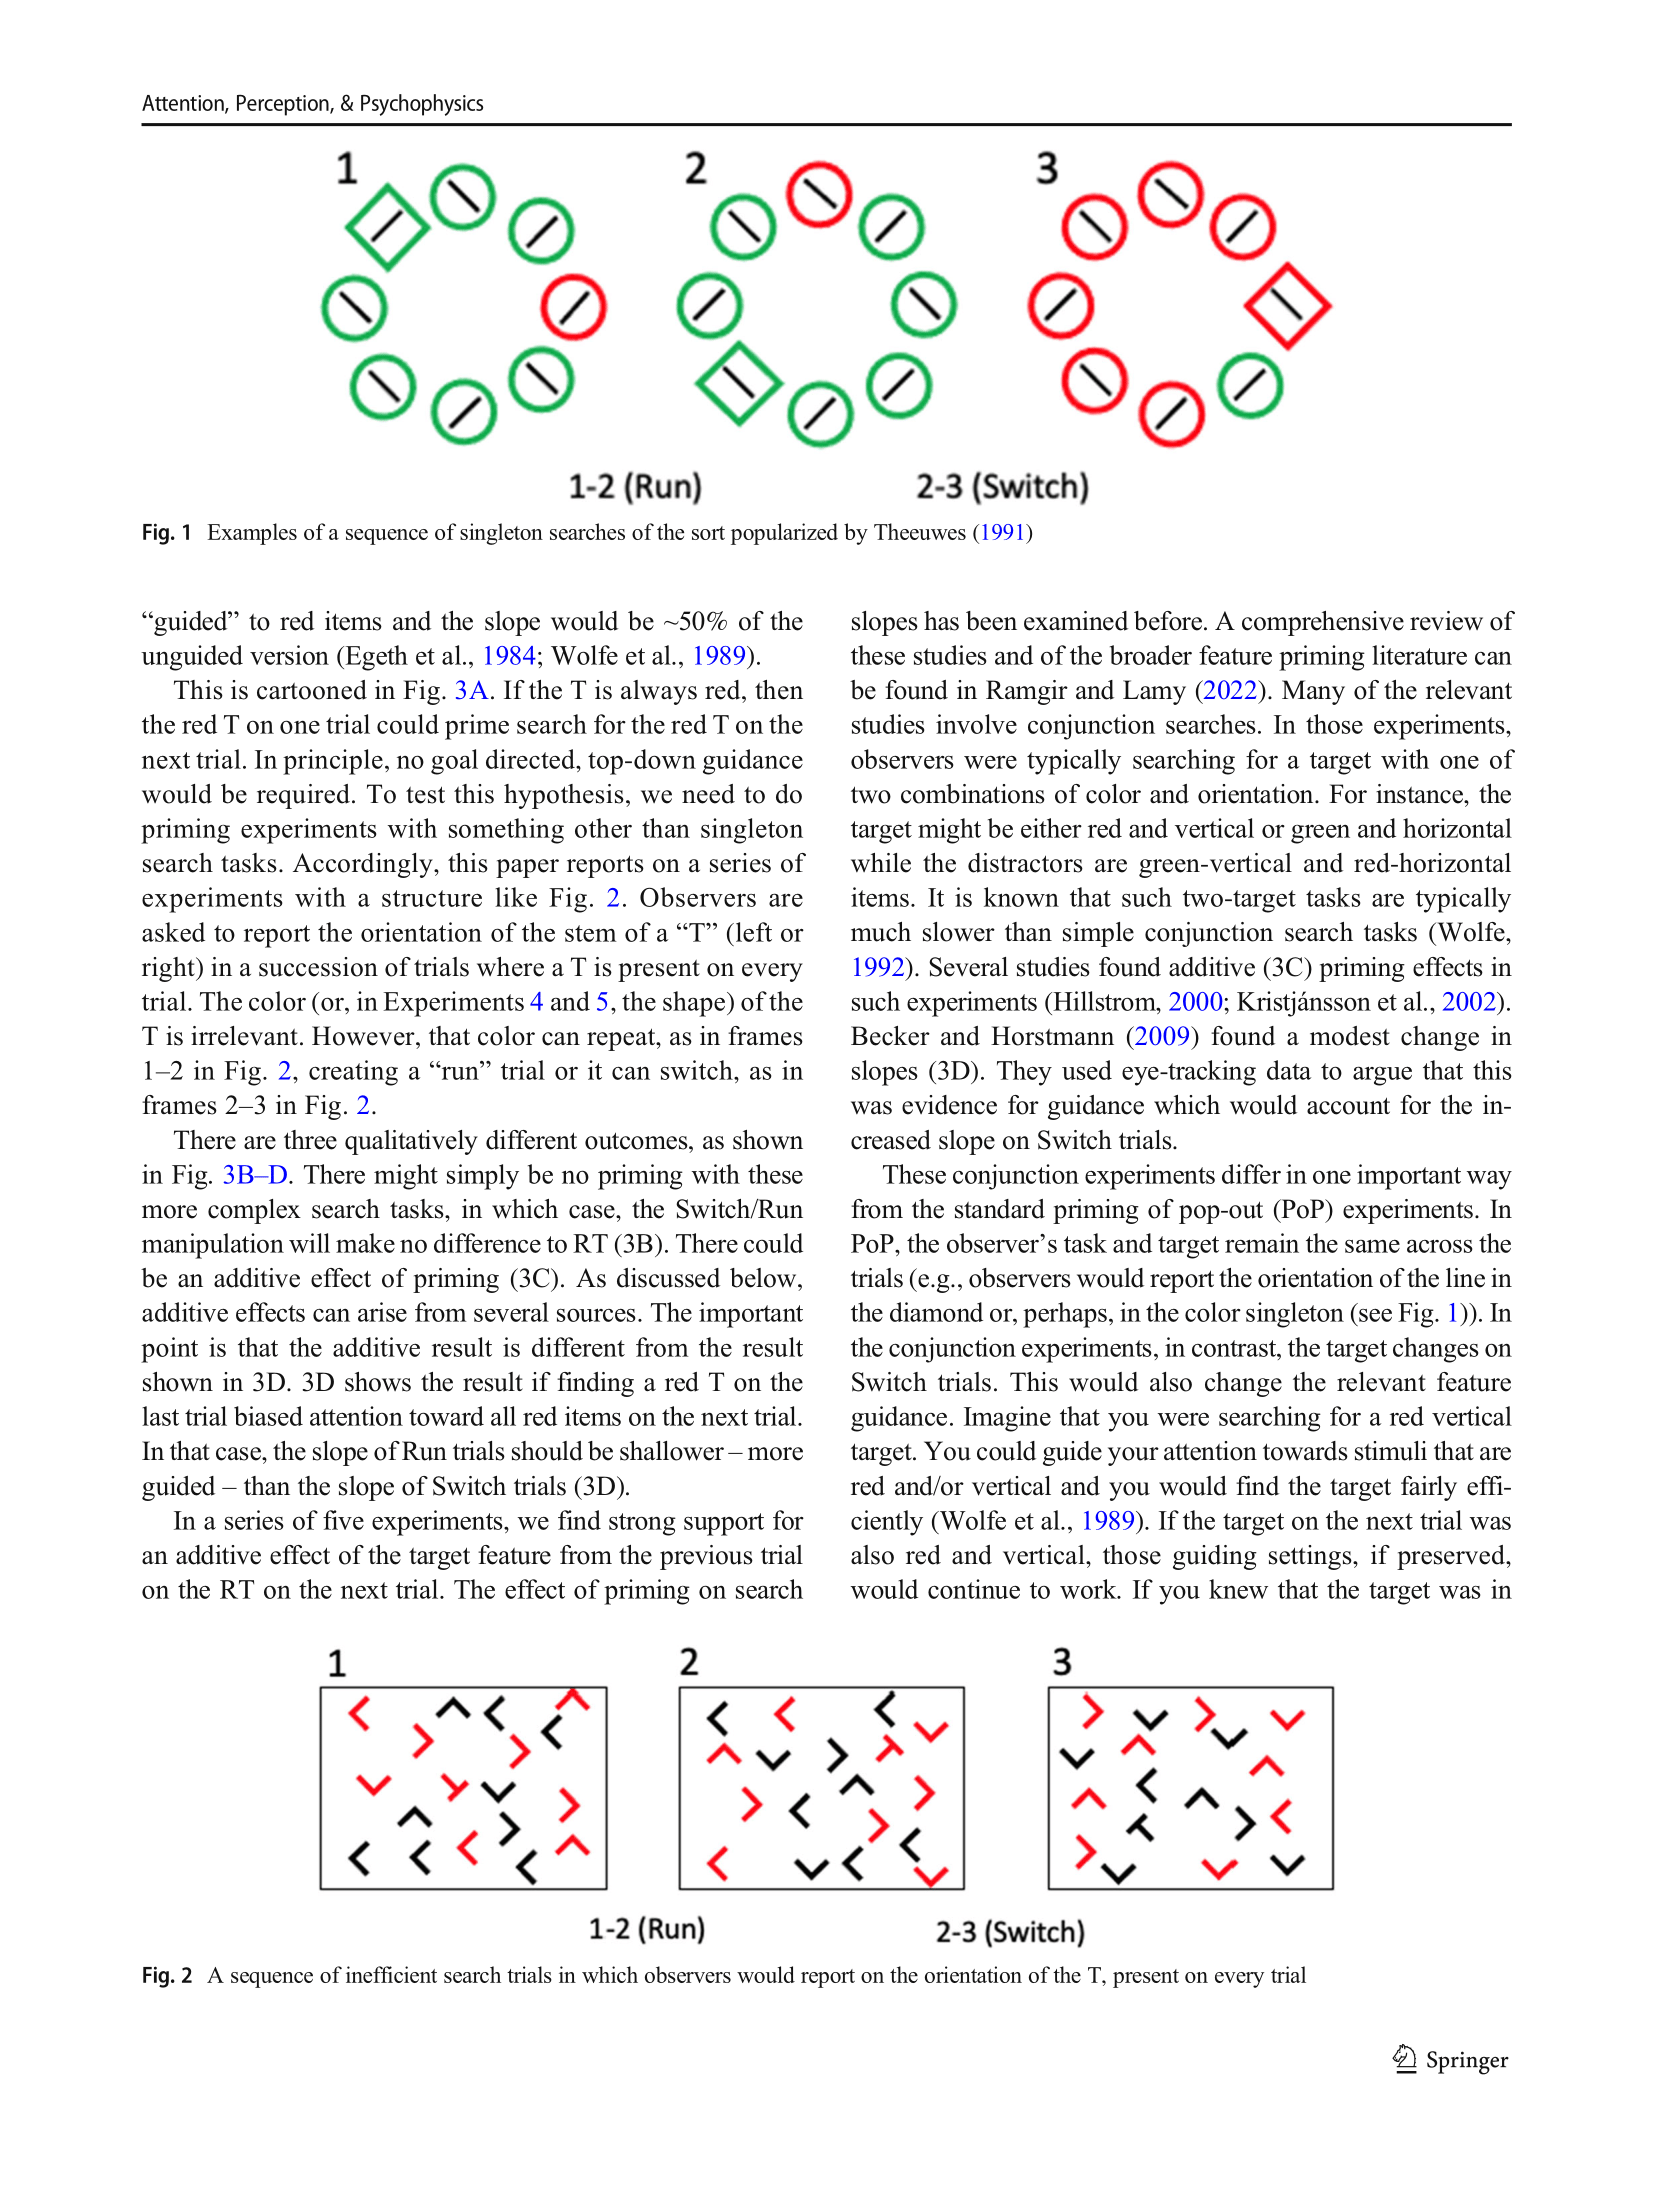 Attention, Perception, & Psychophysics
1
2
3
1-2 (Run)
2-3 (Switch)
Fig. 1 Examples of a sequence of singleton searches of the sort popularized by Theeuwes (1991)
“guided” to red items and the slope would be ~50% of the
unguided version (Egeth et al., 1984; Wolfe et al., 1989).
This is cartooned in Fig. 3A. If the T is always red, then
the red T on one trial could prime search for the red T on the
next trial. In principle, no goal directed, top-down guidance
would be required. To test this hypothesis, we need to do
priming experiments with something other than singleton
search tasks. Accordingly, this paper reports on a series of
experiments with a structure like Fig. 2. Observers are
asked to report the orientation of the stem of a “T” (left or
right) in a succession of trials where a T is present on every
trial. The color (or, in Experiments 4 and 5, the shape) of the
T is irrelevant. However, that color can repeat, as in frames
1–2 in Fig. 2, creating a “run” trial or it can switch, as in
frames 2–3 in Fig. 2.
There are three qualitatively different outcomes, as shown
in Fig. 3B–D. There might simply be no priming with these
more complex search tasks, in which case, the Switch/Run
manipulation will make no difference to RT (3B). There could
be an additive effect of priming (3C). As discussed below,
additive effects can arise from several sources. The important
point is that the additive result is different from the result
shown in 3D. 3D shows the result if finding a red T on the
last trial biased attention toward all red items on the next trial.
In that case, the slope of Run trials should be shallower – more
guided – than the slope of Switch trials (3D).
In a series of five experiments, we find strong support for
an additive effect of the target feature from the previous trial
on the RT on the next trial. The effect of priming on search
slopes has been examined before. A comprehensive review of
these studies and of the broader feature priming literature can
be found in Ramgir and Lamy (2022). Many of the relevant
studies involve conjunction searches. In those experiments,
observers were typically searching for a target with one of
two combinations of color and orientation. For instance, the
target might be either red and vertical or green and horizontal
while the distractors are green-vertical and red-horizontal
items. It is known that such two-target tasks are typically
much slower than simple conjunction search tasks (Wolfe,
1992). Several studies found additive (3C) priming effects in
such experiments (Hillstrom, 2000; Kristjánsson et al., 2002).
Becker and Horstmann (2009) found a modest change in
slopes (3D). They used eye-tracking data to argue that this
was evidence for guidance which would account for the in-
creased slope on Switch trials.
These conjunction experiments differ in one important way
from the standard priming of pop-out (PoP) experiments. In
PoP, the observer’s task and target remain the same across the
trials (e.g., observers would report the orientation of the line in
the diamond or, perhaps, in the color singleton (see Fig. 1)). In
the conjunction experiments, in contrast, the target changes on
Switch trials. This would also change the relevant feature
guidance. Imagine that you were searching for a red vertical
target. You could guide your attention towards stimuli that are
red and/or vertical and you would find the target fairly effi-
ciently (Wolfe et al., 1989). If the target on the next trial was
also red and vertical, those guiding settings, if preserved,
would continue to work. If you knew that the target was in
1
2
3
1-2 (Run)
2-3 (Switch)
Fig. 2 A sequence of inefficient search trials in which observers would report on the orientation of the T, present on every trial
Springer